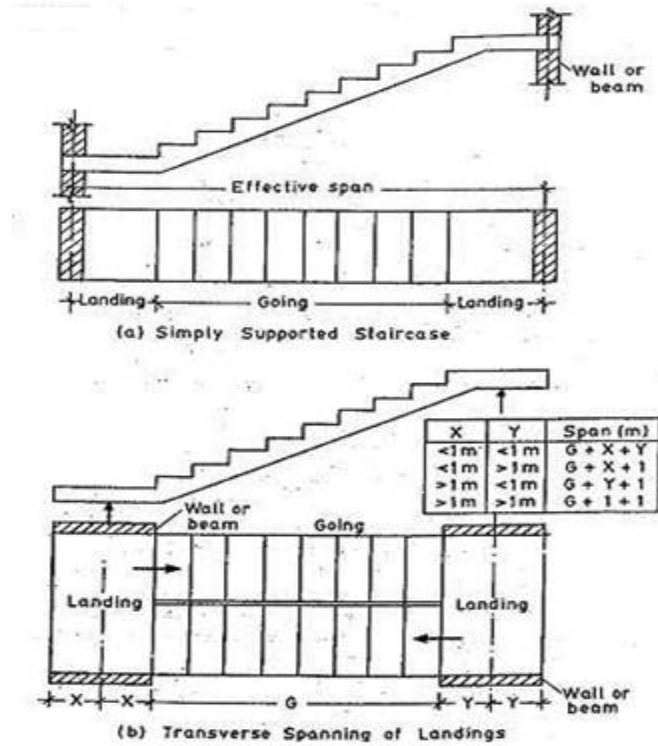 Wall or
beam
Effective span
Landing
Going
Landing
(a) Simply Supported Staircase
X Y Span (m)
<1m <1m G + X + Y
<1m >1m G + X + 1
>1m <1m G + Y + 1
>1m >1m G + 1 + 1
Wall or
beam
Going
Landing
Landing
X X G Y Y
Wall or
beam
(b) Transverse Spanning of Landings